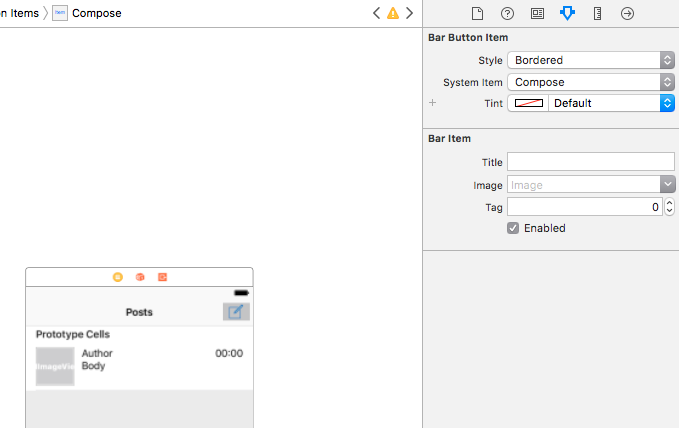 n Items
Item
Compose
Bar Button Item
Style
Bordered
System Item
Compose
Tint
Default
Bar Item
Title
Image
Image
Tag
0
Enabled
Posts
Prototype Cells
Author
00:00
Body